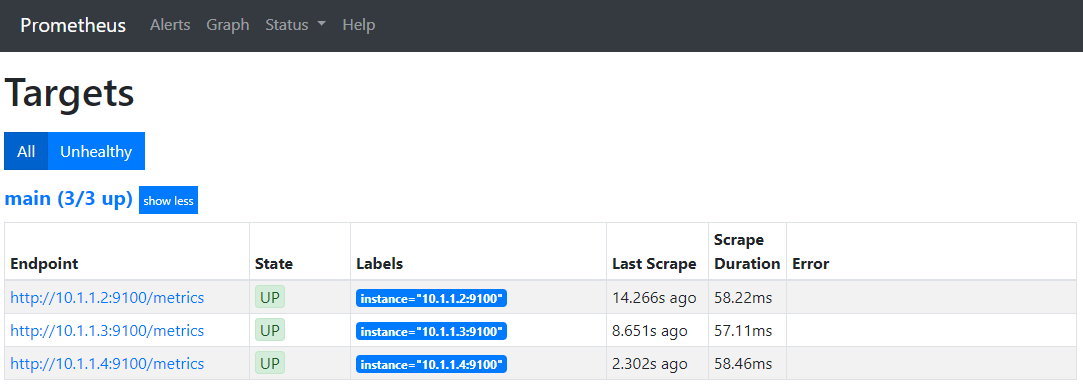 Prometheus Alerts Graph Status Help
Targets
All Unhealthy
main (3/3 up) show less
Endpoint State Labels Last Scrape Scrape Duration Error
http://10.1.1.2:9100/metrics UP instance="10.1.1.2:9100" 14.266s ago 58.22ms
http://10.1.1.3:9100/metrics UP instance="10.1.1.3:9100" 8.651s ago 57.11ms
http://10.1.1.4:9100/metrics UP instance="10.1.1.4:9100" 2.302s ago 58.46ms